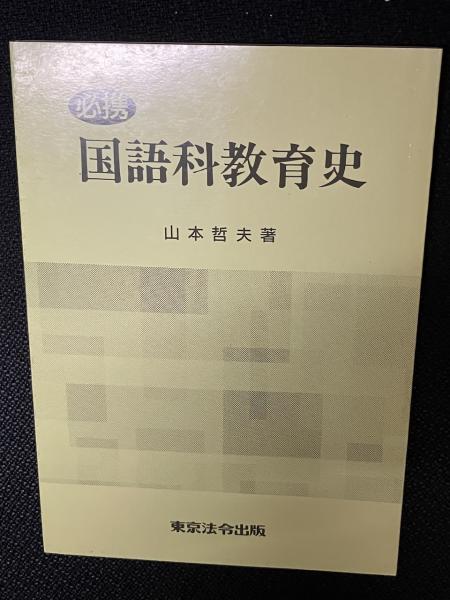 必携
国語科教育史
山本哲夫著
東京法令出版